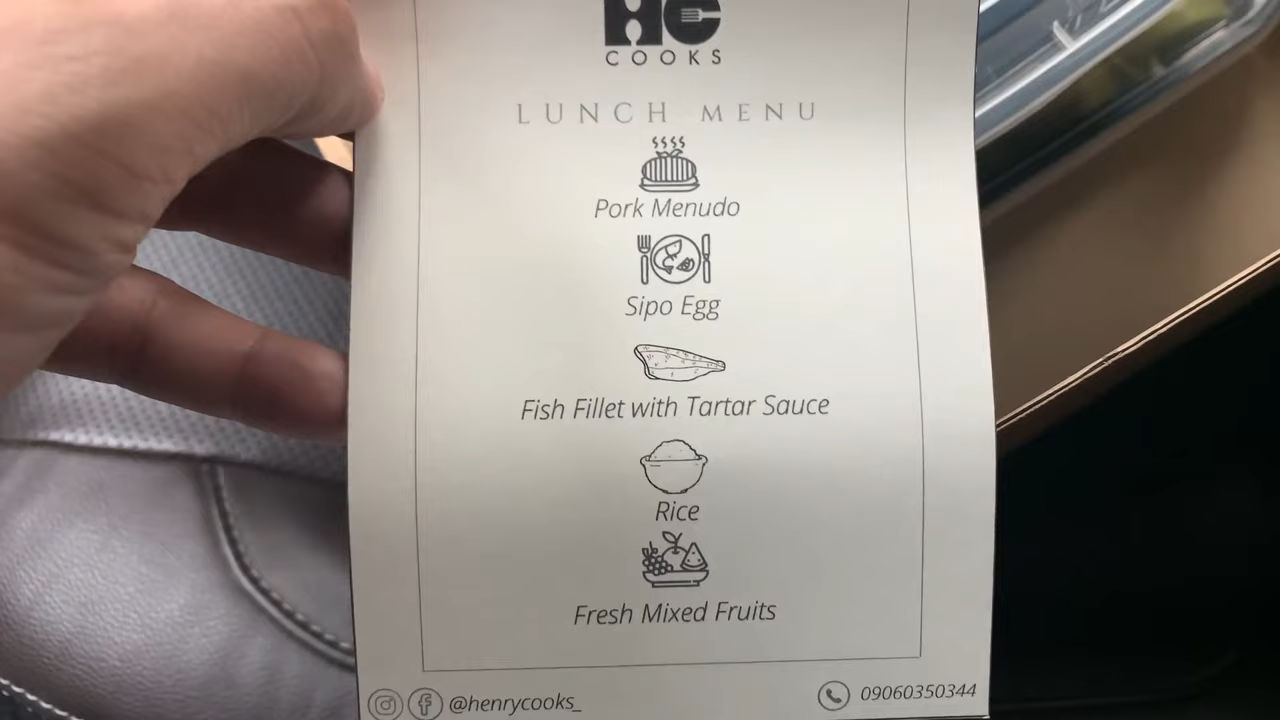 HC
COOKS
LUNCH MENU
Pork Menudo
Sipo Egg
Fish Fillet with Tartar Sauce
Rice
Fresh Mixed Fruits
@henrycooks_
09060350344